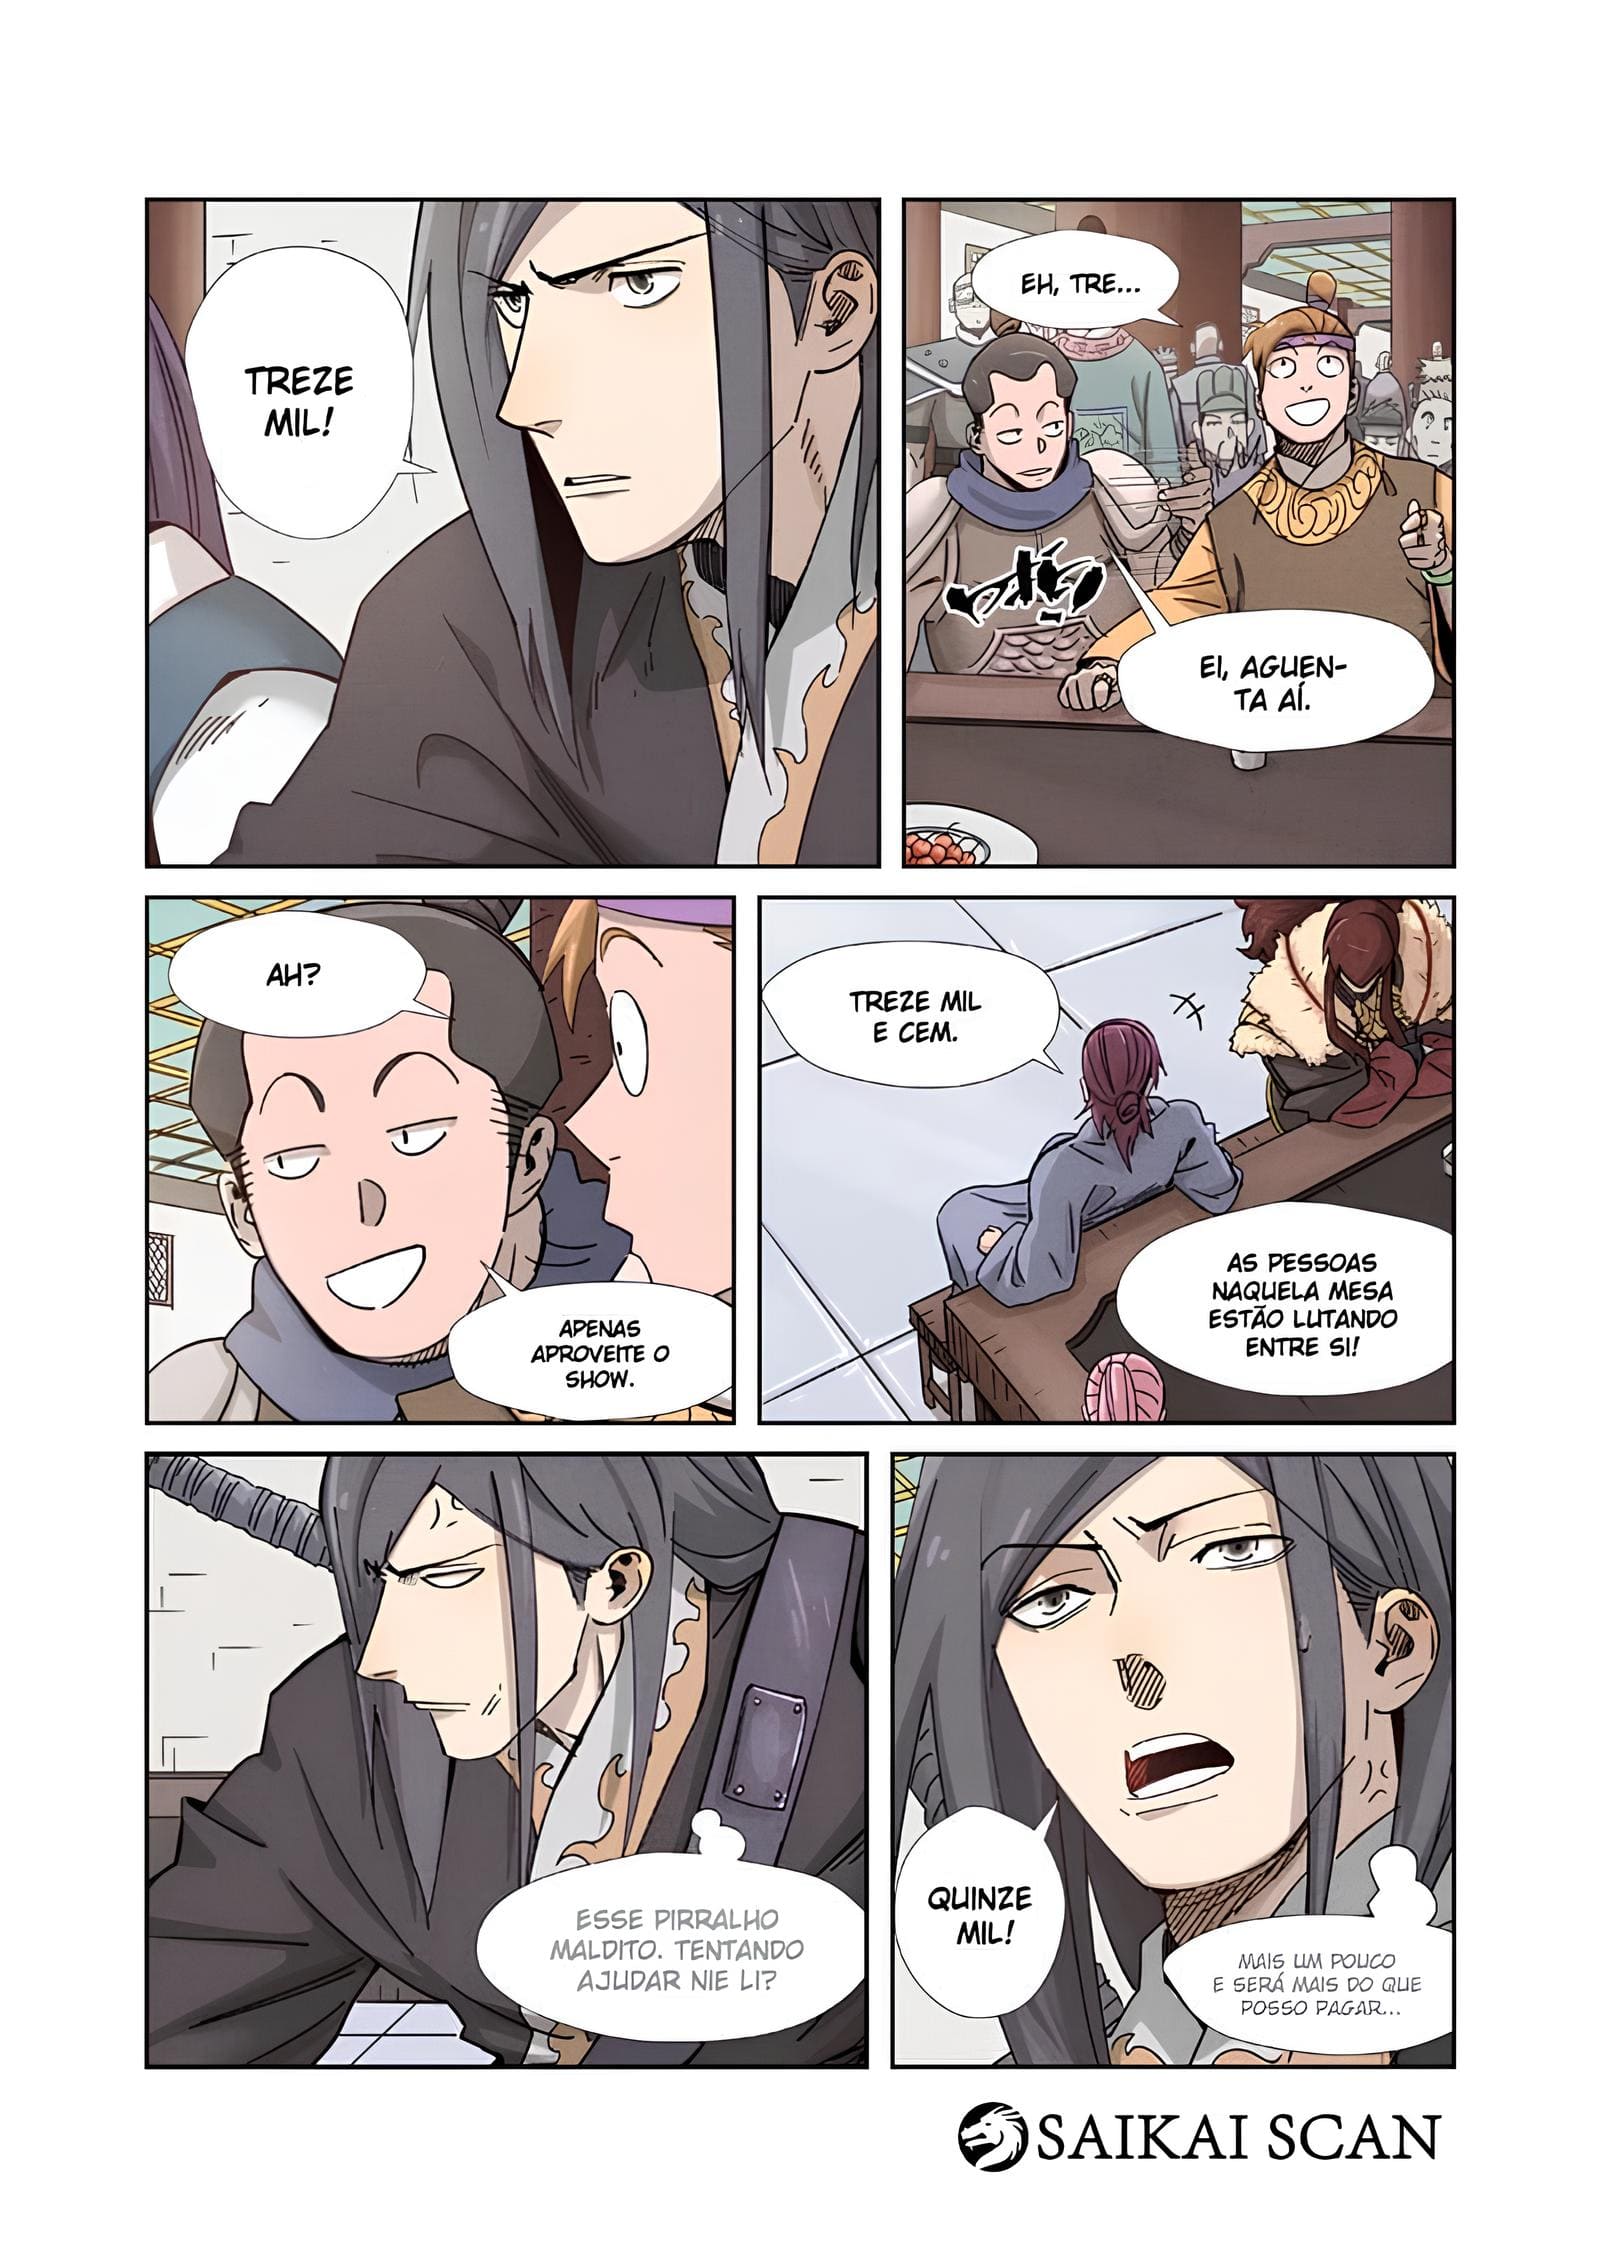 TREZE
MIL!
EH, TRE...
EI, AGUEN-
TA AÍ.
AH?
APENAS
APROVEITE O
SHOW.
TREZE MIL
E CEM.
AS PESSOAS
NAQUELA MESA
ESTÃO LUTANDO
ENTRE SI!
ESSE PIRRALHO
MALDITO. TENTANDO
AJUDAR NIE LI?
QUINZE
MIL!
MAIS UM POUCO
E SERÁ MAIS DO QUE
POSSO PAGAR...
SAIKAI SCAN